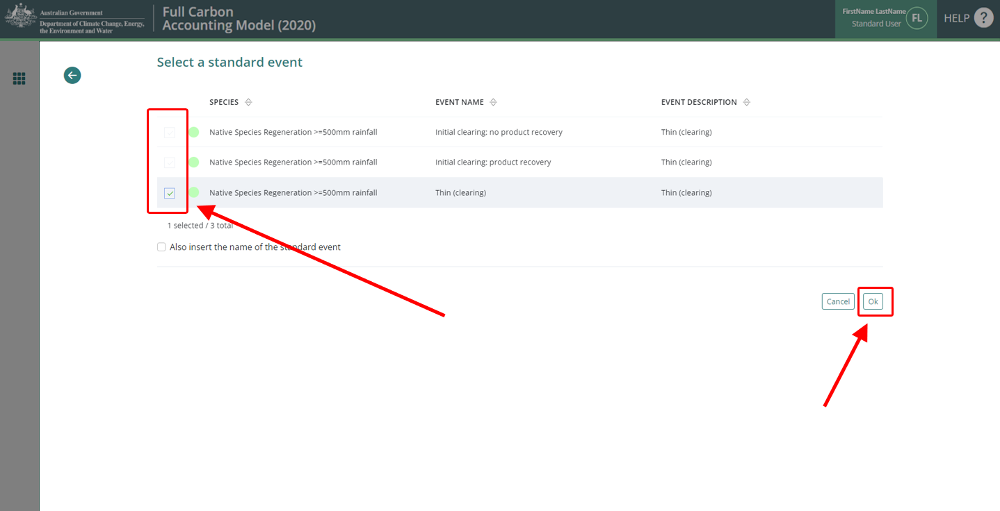 Australian Government
Department of Climate Change, Energy,
the Environment and Water
Full Carbon
Accounting Model (2020)
FirstName LastName
Standard User
FL
HELP ?
Select a standard event
SPECIES EVENT NAME EVENT DESCRIPTION
Native Species Regeneration >=500mm rainfall Initial clearing: no product recovery Thin (clearing)
Native Species Regeneration >=500mm rainfall Initial clearing: product recovery Thin (clearing)
Native Species Regeneration >=500mm rainfall Thin (clearing) Thin (clearing)
1 selected / 3 total
Also insert the name of the standard event
Cancel Ok